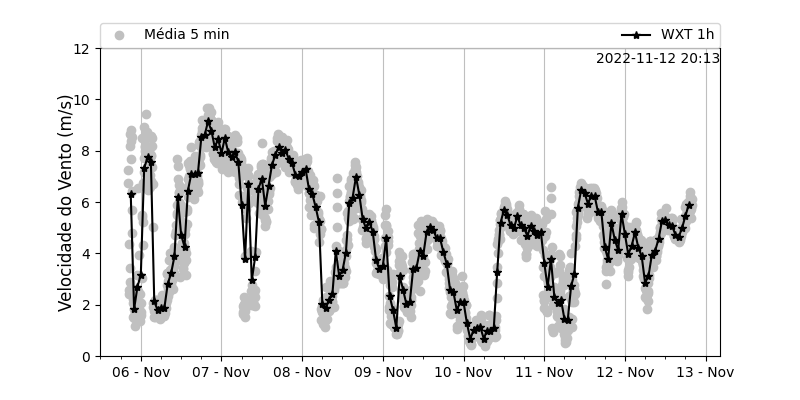 Média 5 min
WXT 1h
2022-11-12 20:13
Velocidade do Vento (m/s)
12
10
8
6
4
2
0
06 - Nov
07 - Nov
08 - Nov
09 - Nov
10 - Nov
11 - Nov
12 - Nov
13 - Nov